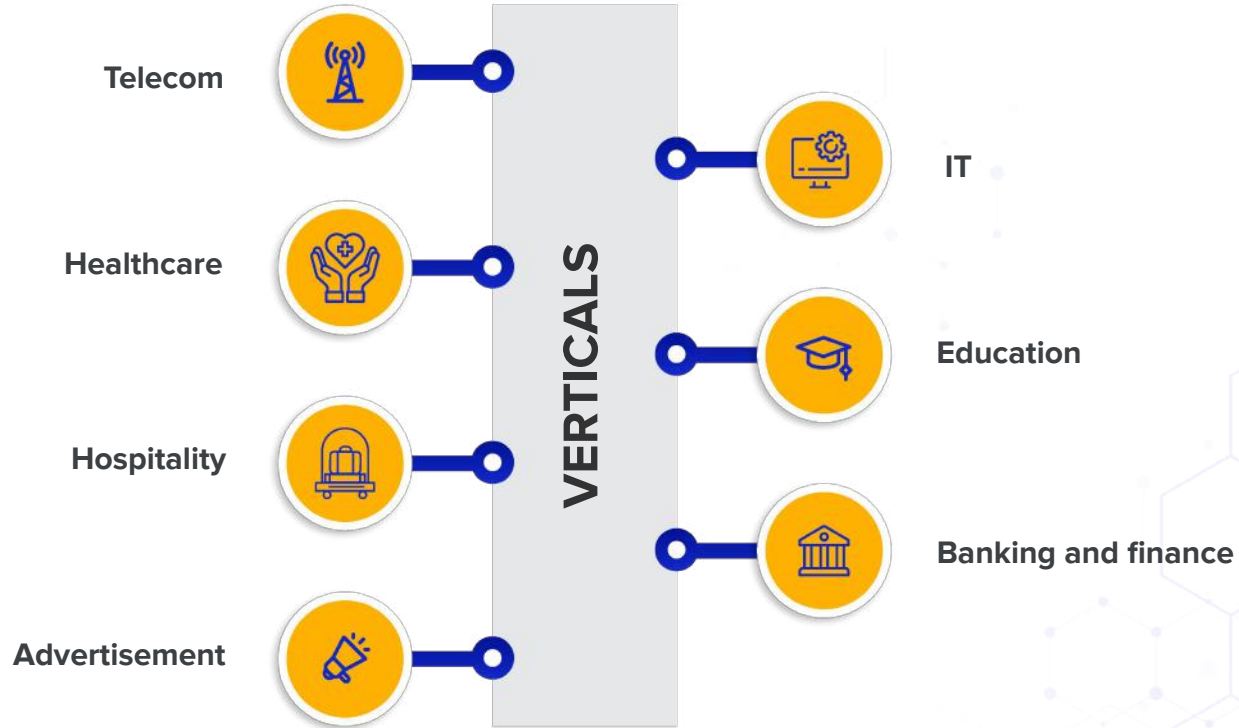 Telecom
IT
Healthcare
VERTICALS
Education
Hospitality
Banking and finance
Advertisement